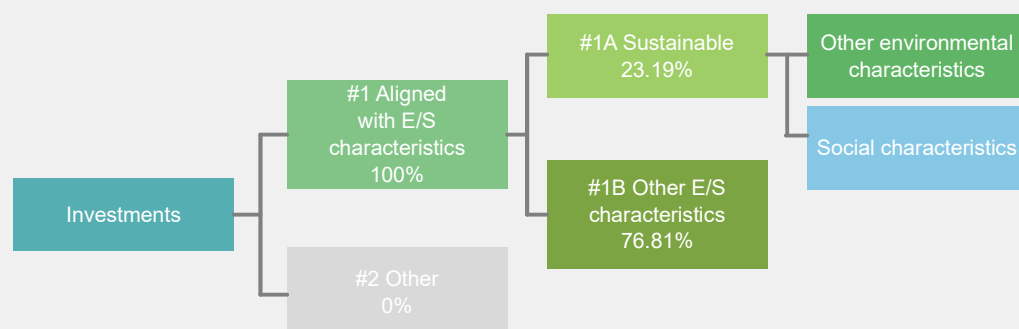 Investments
#1 Aligned
with E/S
characteristics
100%
#2 Other
0%
#1A Sustainable
23.19%
#1B Other E/S
characteristics
76.81%
Other environmental
characteristics
Social characteristics